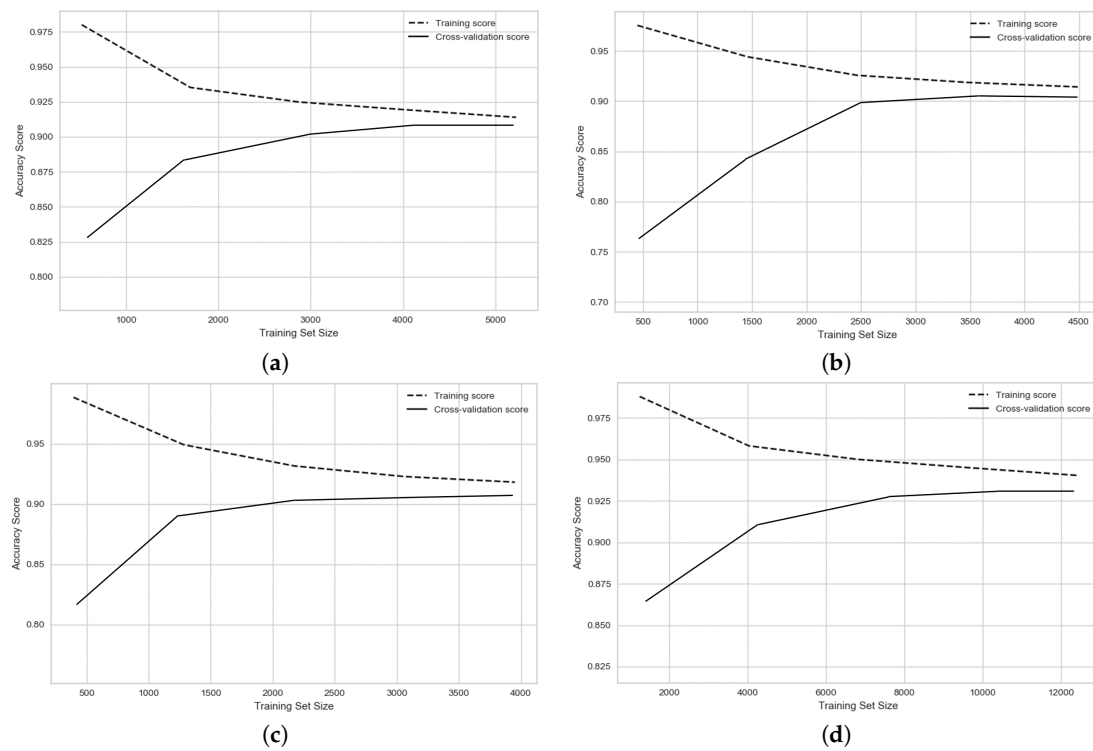 Training score
Cross-validation score
0.975
0.950
0.925
0.900
0.875
0.850
0.825
0.800
Accuracy Score
1000 2000 3000 4000 5000
Training Set Size
(a)
Training score
Cross-validation score
0.95
0.90
0.85
0.80
0.75
0.70
Accuracy Score
500 1000 1500 2000 2500 3000 3500 4000 4500
Training Set Size
(b)
Training score
Cross-validation score
0.95
0.90
0.85
0.80
Accuracy Score
500 1000 1500 2000 2500 3000 3500 4000
Training Set Size
(c)
Training score
Cross-validation score
0.975
0.950
0.925
0.900
0.875
0.850
0.825
Accuracy Score
2000 4000 6000 8000 10000 12000
Training Set Size
(d)